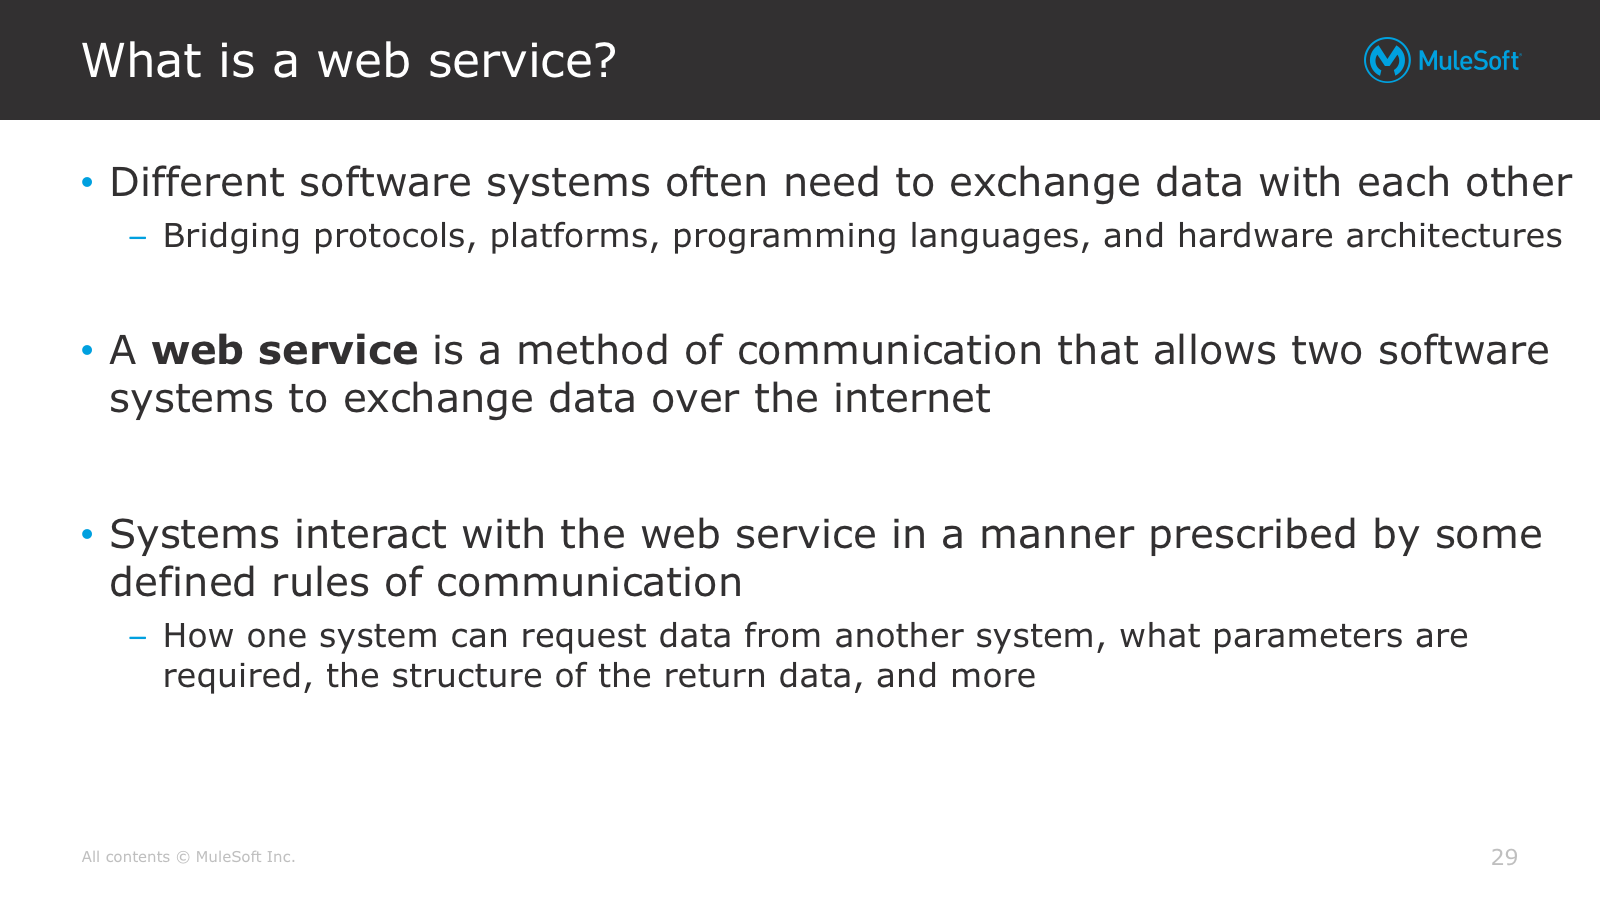 What is a web service?
MuleSoft
• Different software systems often need to exchange data with each other
– Bridging protocols, platforms, programming languages, and hardware architectures
• A web service is a method of communication that allows two software
systems to exchange data over the internet
• Systems interact with the web service in a manner prescribed by some
defined rules of communication
– How one system can request data from another system, what parameters are
required, the structure of the return data, and more
All contents © MuleSoft Inc.
29